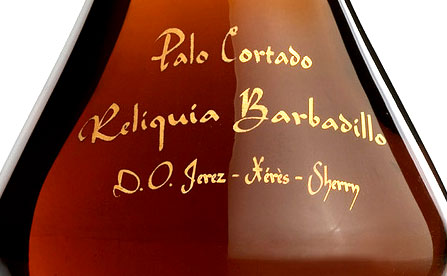 Palo Cortado
Reliquia Barbadillo
D.O. Jerez - Xérès - Sherry